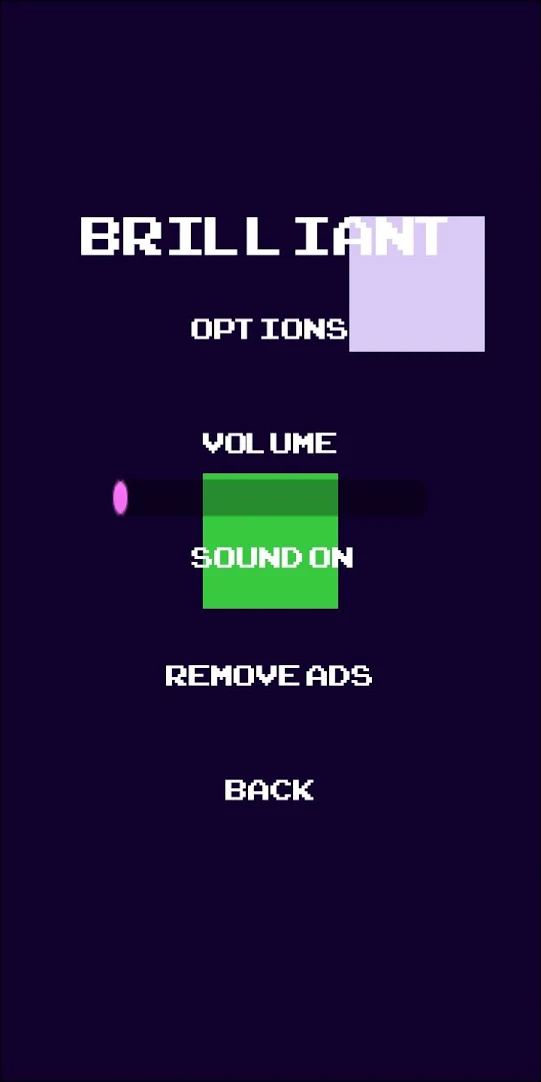 BRILLIANT
OPTIONS
VOLUME
SOUND ON
REMOVE ADS
BACK